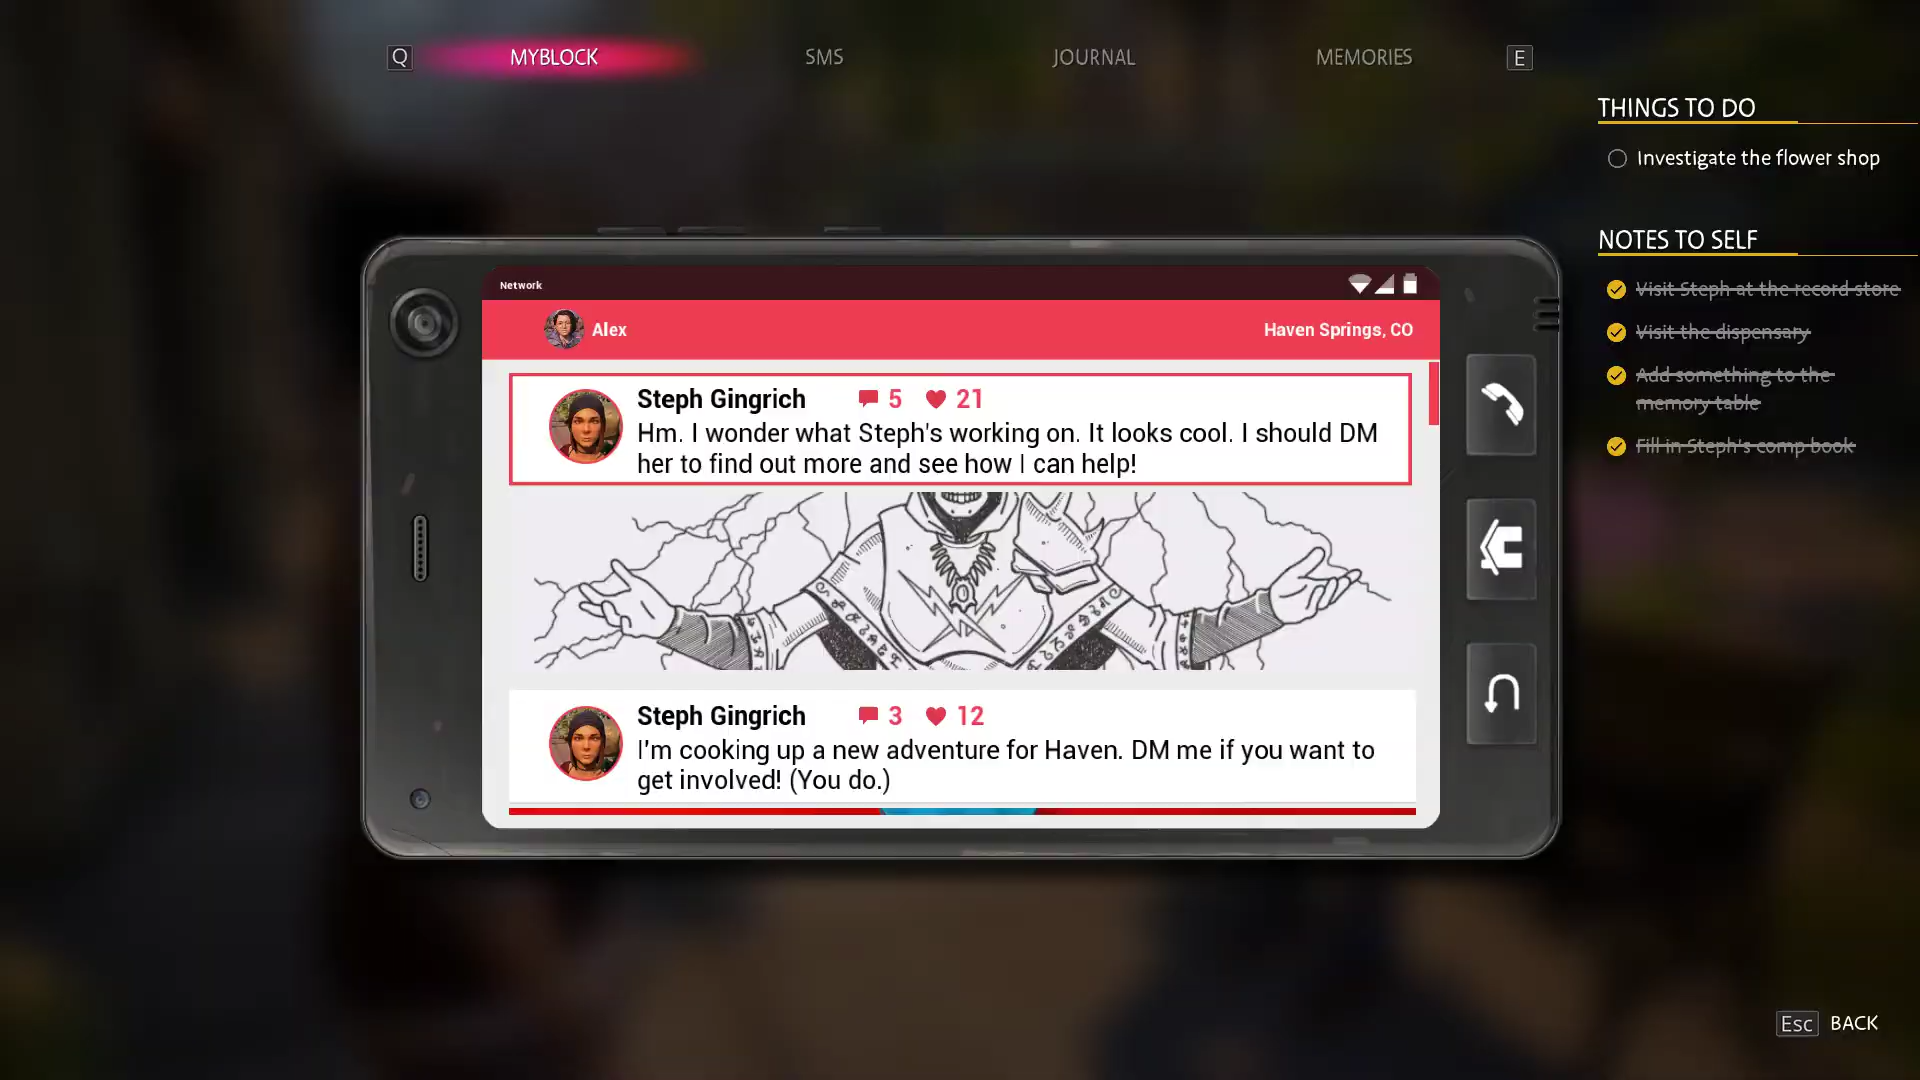 Q
MYBLOCK
SMS
JOURNAL
MEMORIES
E
THINGS TO DO
Investigate the flower shop
NOTES TO SELF
Visit Steph at the record store
Visit the dispensary
Add something to the
memory table
Fill in Steph's comp book
Network
Alex
Haven Springs, CO
Steph Gingrich 5 21
Hm. I wonder what Steph's working on. It looks cool. I should DM
her to find out more and see how I can help!
Steph Gingrich 3 12
I'm cooking up a new adventure for Haven. DM me if you want to
get involved! (You do.)
Esc BACK